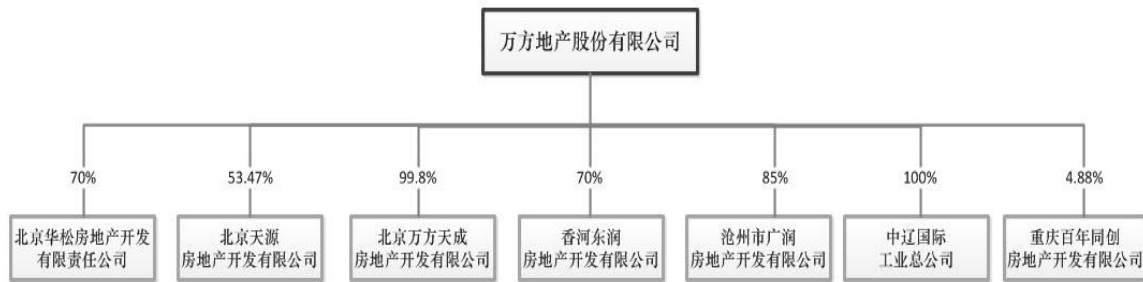 万方地产股份有限公司
70%
53.47%
99.8%
70%
85%
100%
4.88%
北京华松房地产开发
有限责任公司
北京天源
房地产开发有限公司
北京万方天成
房地产开发有限公司
香河东润
房地产开发有限公司
沧州市广润
房地产开发有限公司
中辽国际
工业总公司
重庆百年同创
房地产开发有限公司